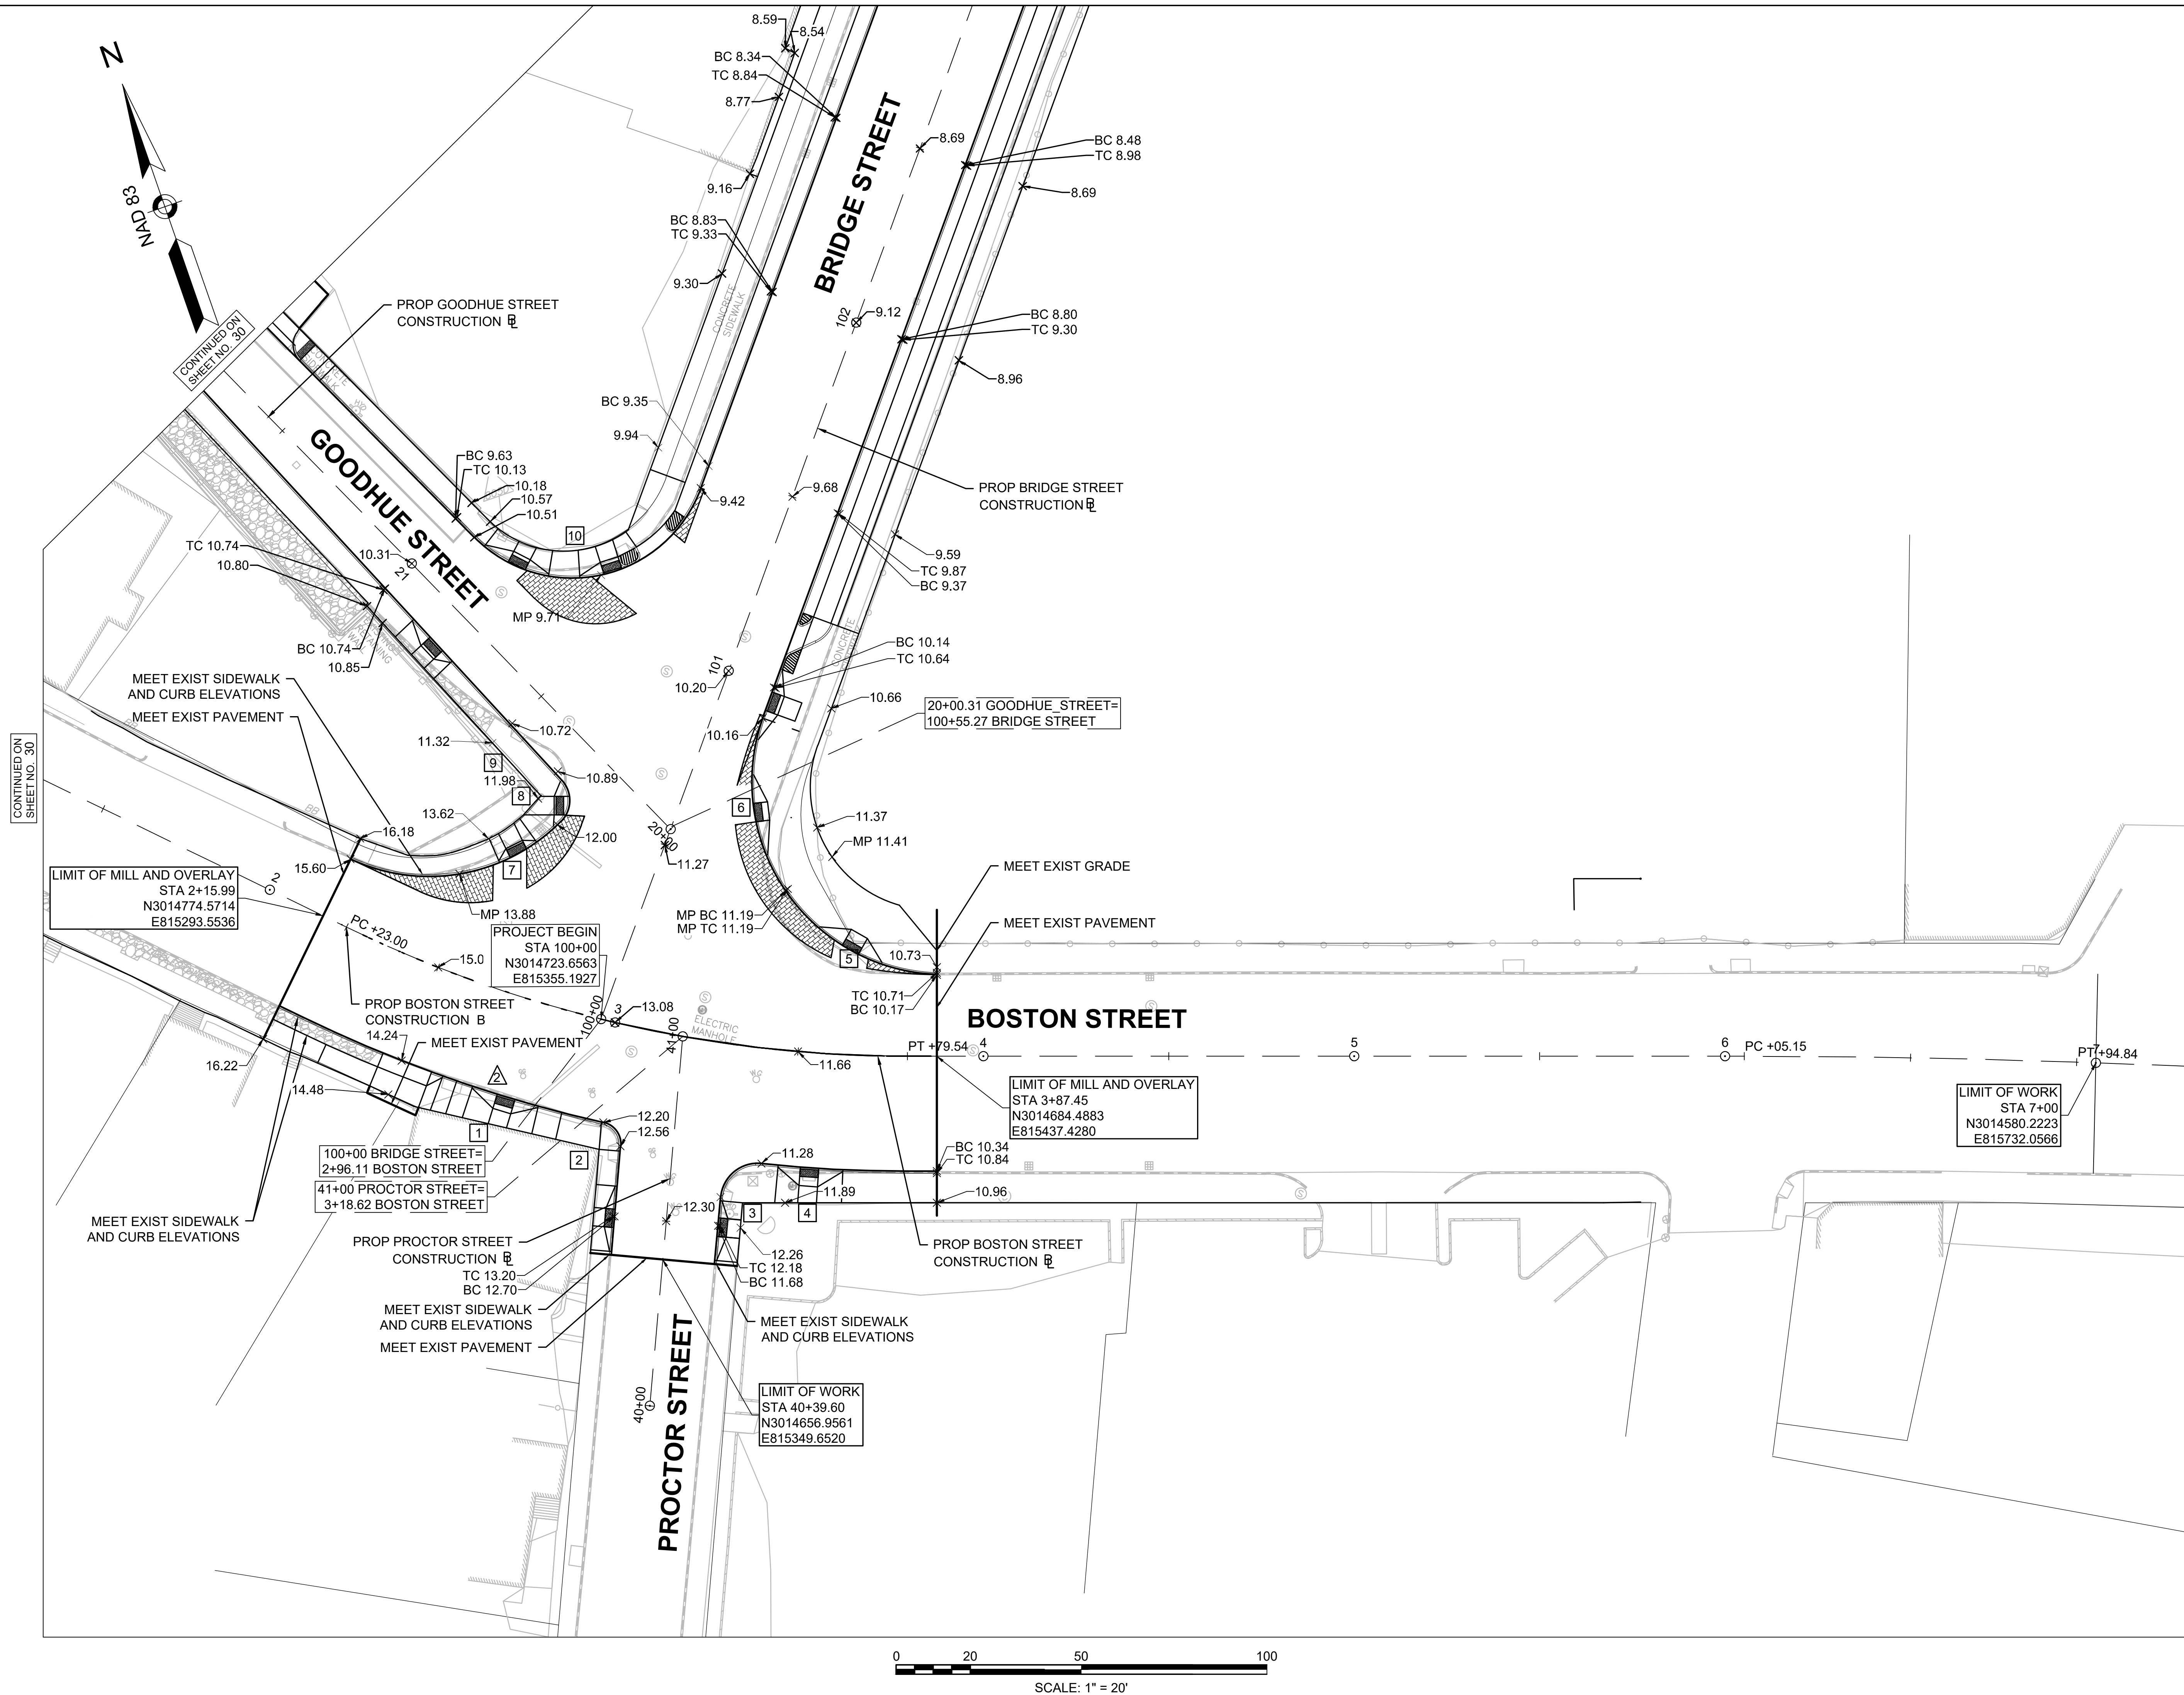 N
NAD 83
CONTINUED ON
SHEET NO. 30
CONTINUED ON
SHEET NO. 30
8.59
8.54
BC 8.34
TC 8.84
8.77
9.16
BC 8.83
TC 9.33
9.30
CONCRETE
SIDEWALK
BRIDGE STREET
8.69
BC 8.48
TC 8.98
8.69
102
9.12
BC 8.80
TC 9.30
8.96
PROP GOODHUE STREET
CONSTRUCTION BL
CONCRETE
SIDEWALK
HYD
GOODHUE STREET
BC 9.35
9.94
BC 9.63
TC 10.13
10.18
10.57
10.51
10
9.42
9.68
PROP BRIDGE STREET
CONSTRUCTION BL
9.59
TC 9.87
BC 9.37
TC 10.74
10.80
10.31
21
MP 9.71
BC 10.74
10.85
RETAINING
WALL
MEET EXIST SIDEWALK
AND CURB ELEVATIONS
MEET EXIST PAVEMENT
101
10.20
BC 10.14
TC 10.64
CONCRETE
10.66
20+00.31 GOODHUE_STREET=
100+55.27 BRIDGE STREET
10.16
10.72
11.32
9
11.98
8
10.89
13.62
12.00
7
16.18
15.60
BR
BR
6
20+00
11.27
11.37
MP 11.41
MEET EXIST GRADE
MEET EXIST PAVEMENT
LIMIT OF MILL AND OVERLAY
STA 2+15.99
N3014774.5714
E815293.5536
2
MP 13.88
PC +23.00
15.0
PROJECT BEGIN
STA 100+00
N3014723.6563
E815355.1927
MP BC 11.19
MP TC 11.19
5
10.73
TC 10.71
BC 10.17
BOSTON STREET
PROP BOSTON STREET
CONSTRUCTION B
100+00
3
13.08
41+00
ELECTRIC
MANHOLE
14.24
MEET EXIST PAVEMENT
16.22
14.48
2
11.66
PT +79.54
4
5
6
PC +05.15
PT +94.84
7
LIMIT OF MILL AND OVERLAY
STA 3+87.45
N3014684.4883
E815437.4280
LIMIT OF WORK
STA 7+00
N3014580.2223
E815732.0566
1
12.20
12.56
2
100+00 BRIDGE STREET=
2+96.11 BOSTON STREET
41+00 PROCTOR STREET=
3+18.62 BOSTON STREET
11.28
BC 10.34
TC 10.84
11.89
10.96
3
4
12.30
MEET EXIST SIDEWALK
AND CURB ELEVATIONS
PROP PROCTOR STREET
CONSTRUCTION BL
TC 13.20
BC 12.70
12.26
TC 12.18
BC 11.68
PROP BOSTON STREET
CONSTRUCTION BL
MEET EXIST SIDEWALK
AND CURB ELEVATIONS
MEET EXIST PAVEMENT
MEET EXIST SIDEWALK
AND CURB ELEVATIONS
40+00
PROCTOR STREET
LIMIT OF WORK
STA 40+39.60
N3014656.9561
E815349.6520
0 20 50 100
SCALE: 1" = 20'